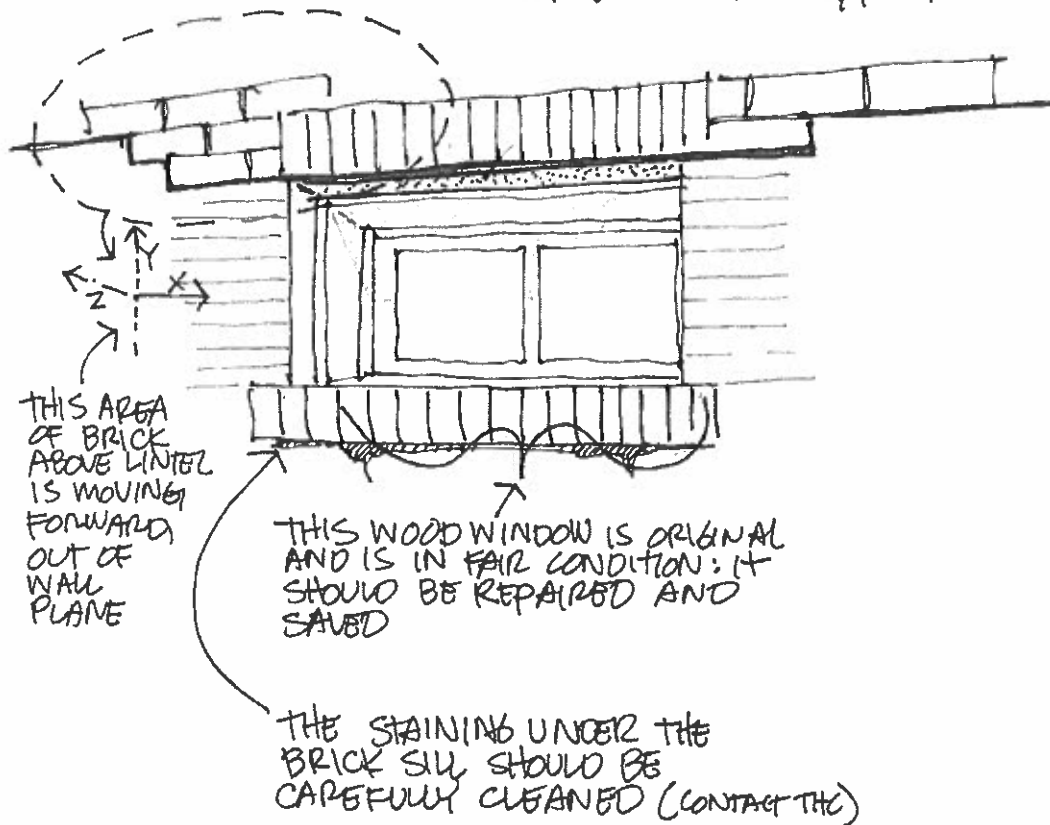 Y
Z X
THIS AREA
OF BRICK
ABOVE LINTEL
IS MOVING
FORWARD,
OUT OF
WALL
PLANE
THIS WOOD WINDOW IS ORIGINAL
AND IS IN FAIR CONDITION: IT
SHOULD BE REPAIRED AND
SAVED
THE STAINING UNDER THE
BRICK SILL SHOULD BE
CAREFULLY CLEANED (CONTACT THC)